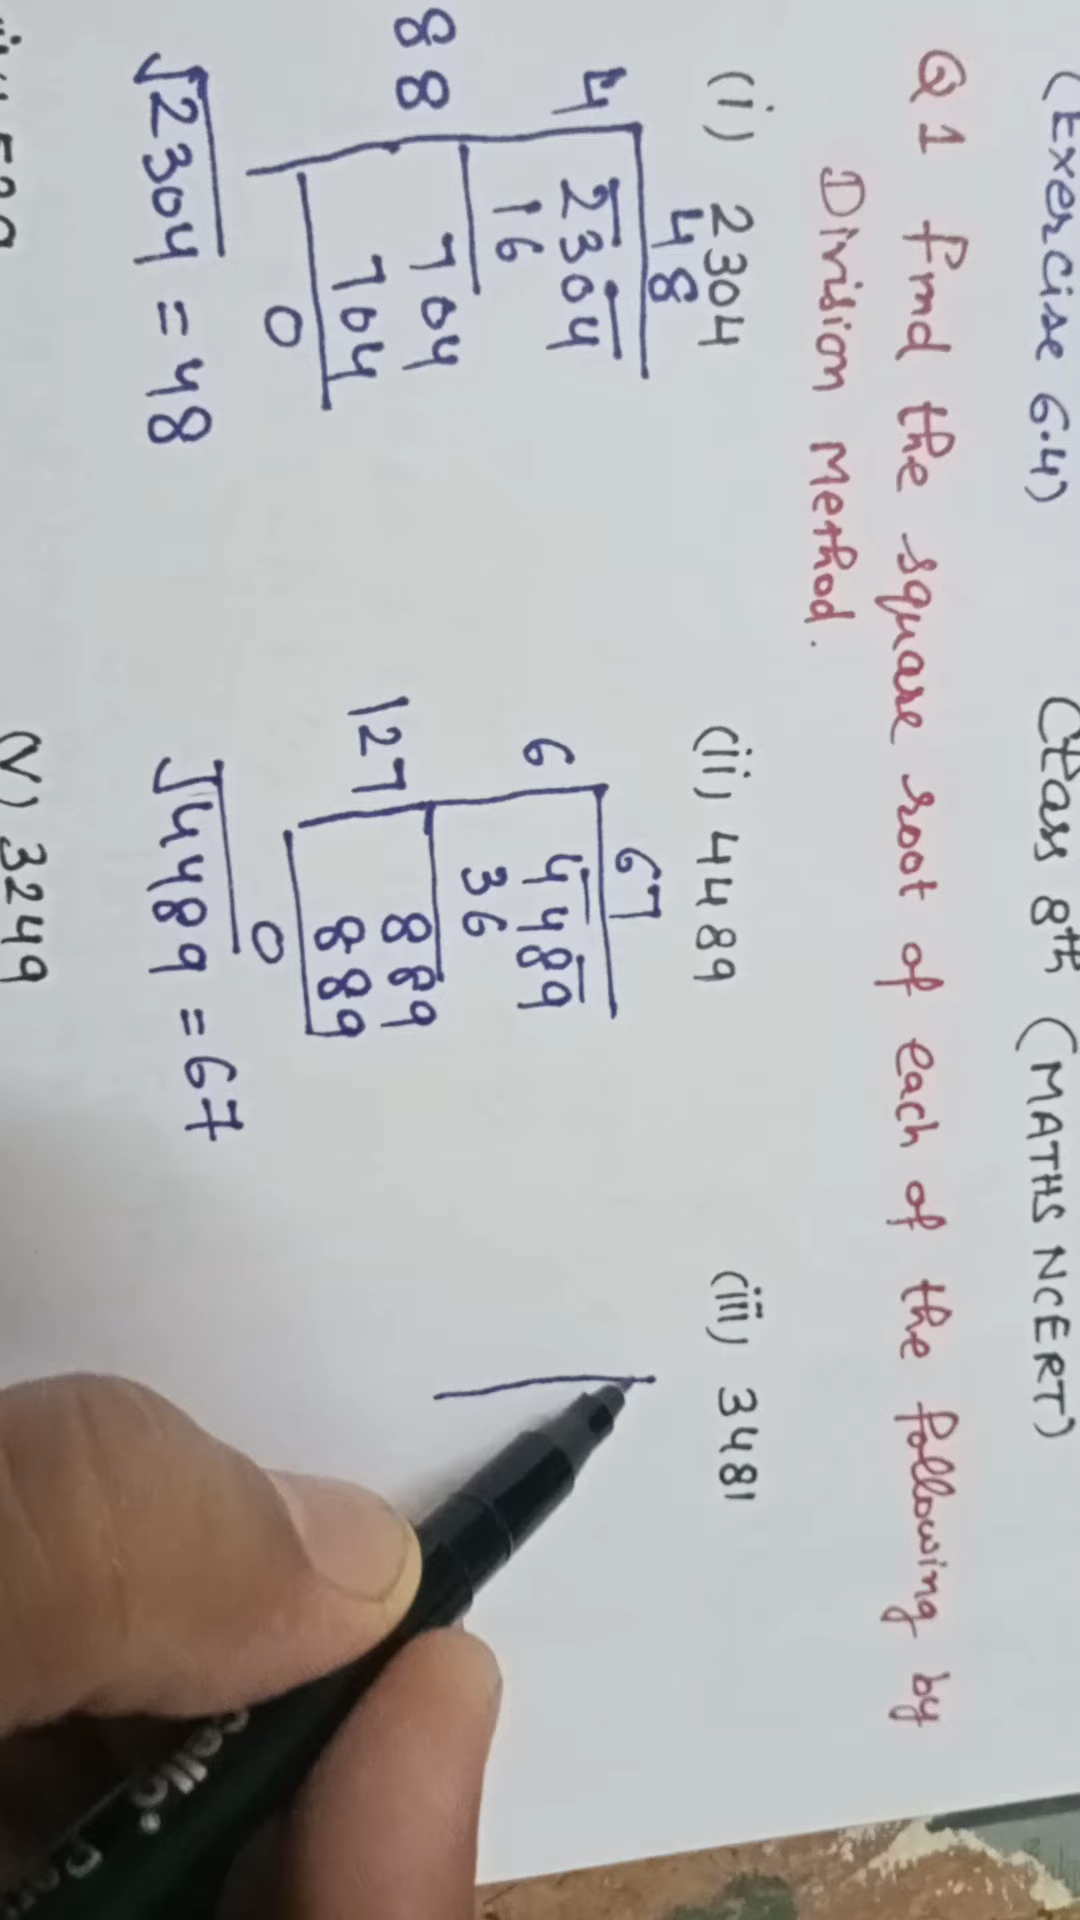 (Exercise 6.4) Class 8th (MATHS NCERT)
Q1 Find the square root of each of the following by
Division Method.
(i) 2304 (ii) 4489 (iii) 3481
48
4 2304
16
88 704
704
0
√2304 = 48
67
6 4489
36
127 889
889
0
√4489 = 67
(V) 3249
cello